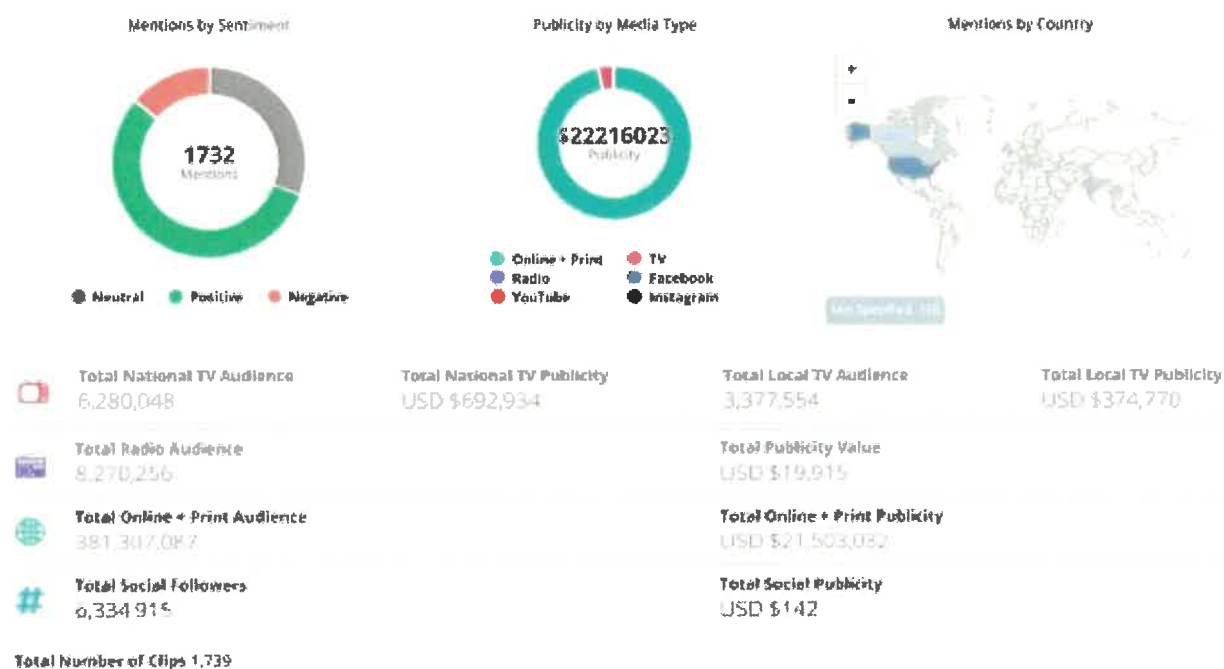 Mentions by Sentiment
1732
Mentions
Neutral Positive Negative
Publicity by Media Type
$22216023
Publicity
Online + Print TV
Radio Facebook
YouTube Instagram
Mentions by Country
+
-
Total National TV Audience
6,280,048
Total National TV Publicity
USD $692,934
Total Local TV Audience
3,377,554
Total Local TV Publicity
USD $374,770
Total Radio Audience
8,270,256
Total Publicity Value
USD $19,915
Total Online + Print Audience
381,307,087
Total Online + Print Publicity
USD $21,503,032
Total Social Followers
6,334,915
Total Social Publicity
USD $142
Total Number of Clips 1,739